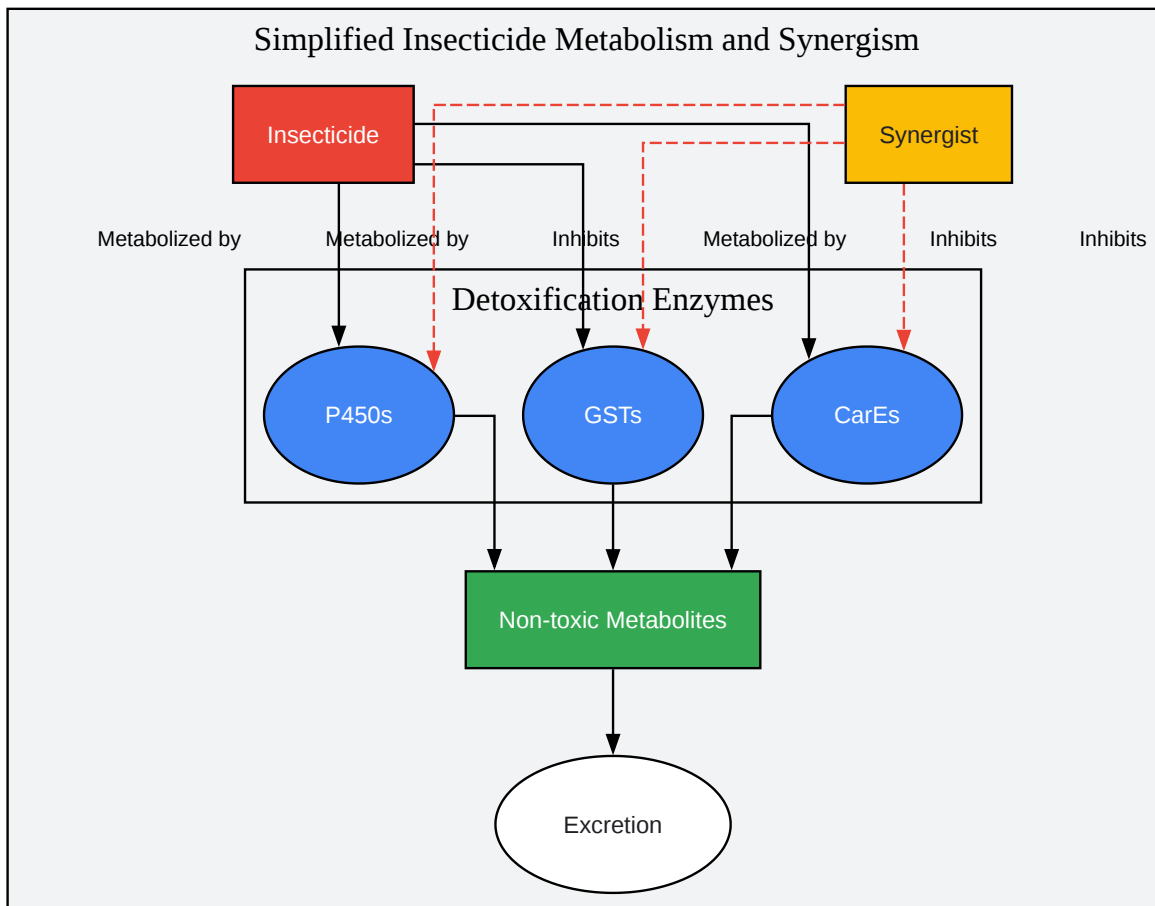 Simplified Insecticide Metabolism and Synergism
Insecticide
Synergist
Metabolized by
Metabolized by
Inhibits
Metabolized by
Inhibits
Inhibits
Detoxification Enzymes
P450s
GSTs
CarEs
Non-toxic Metabolites
Excretion